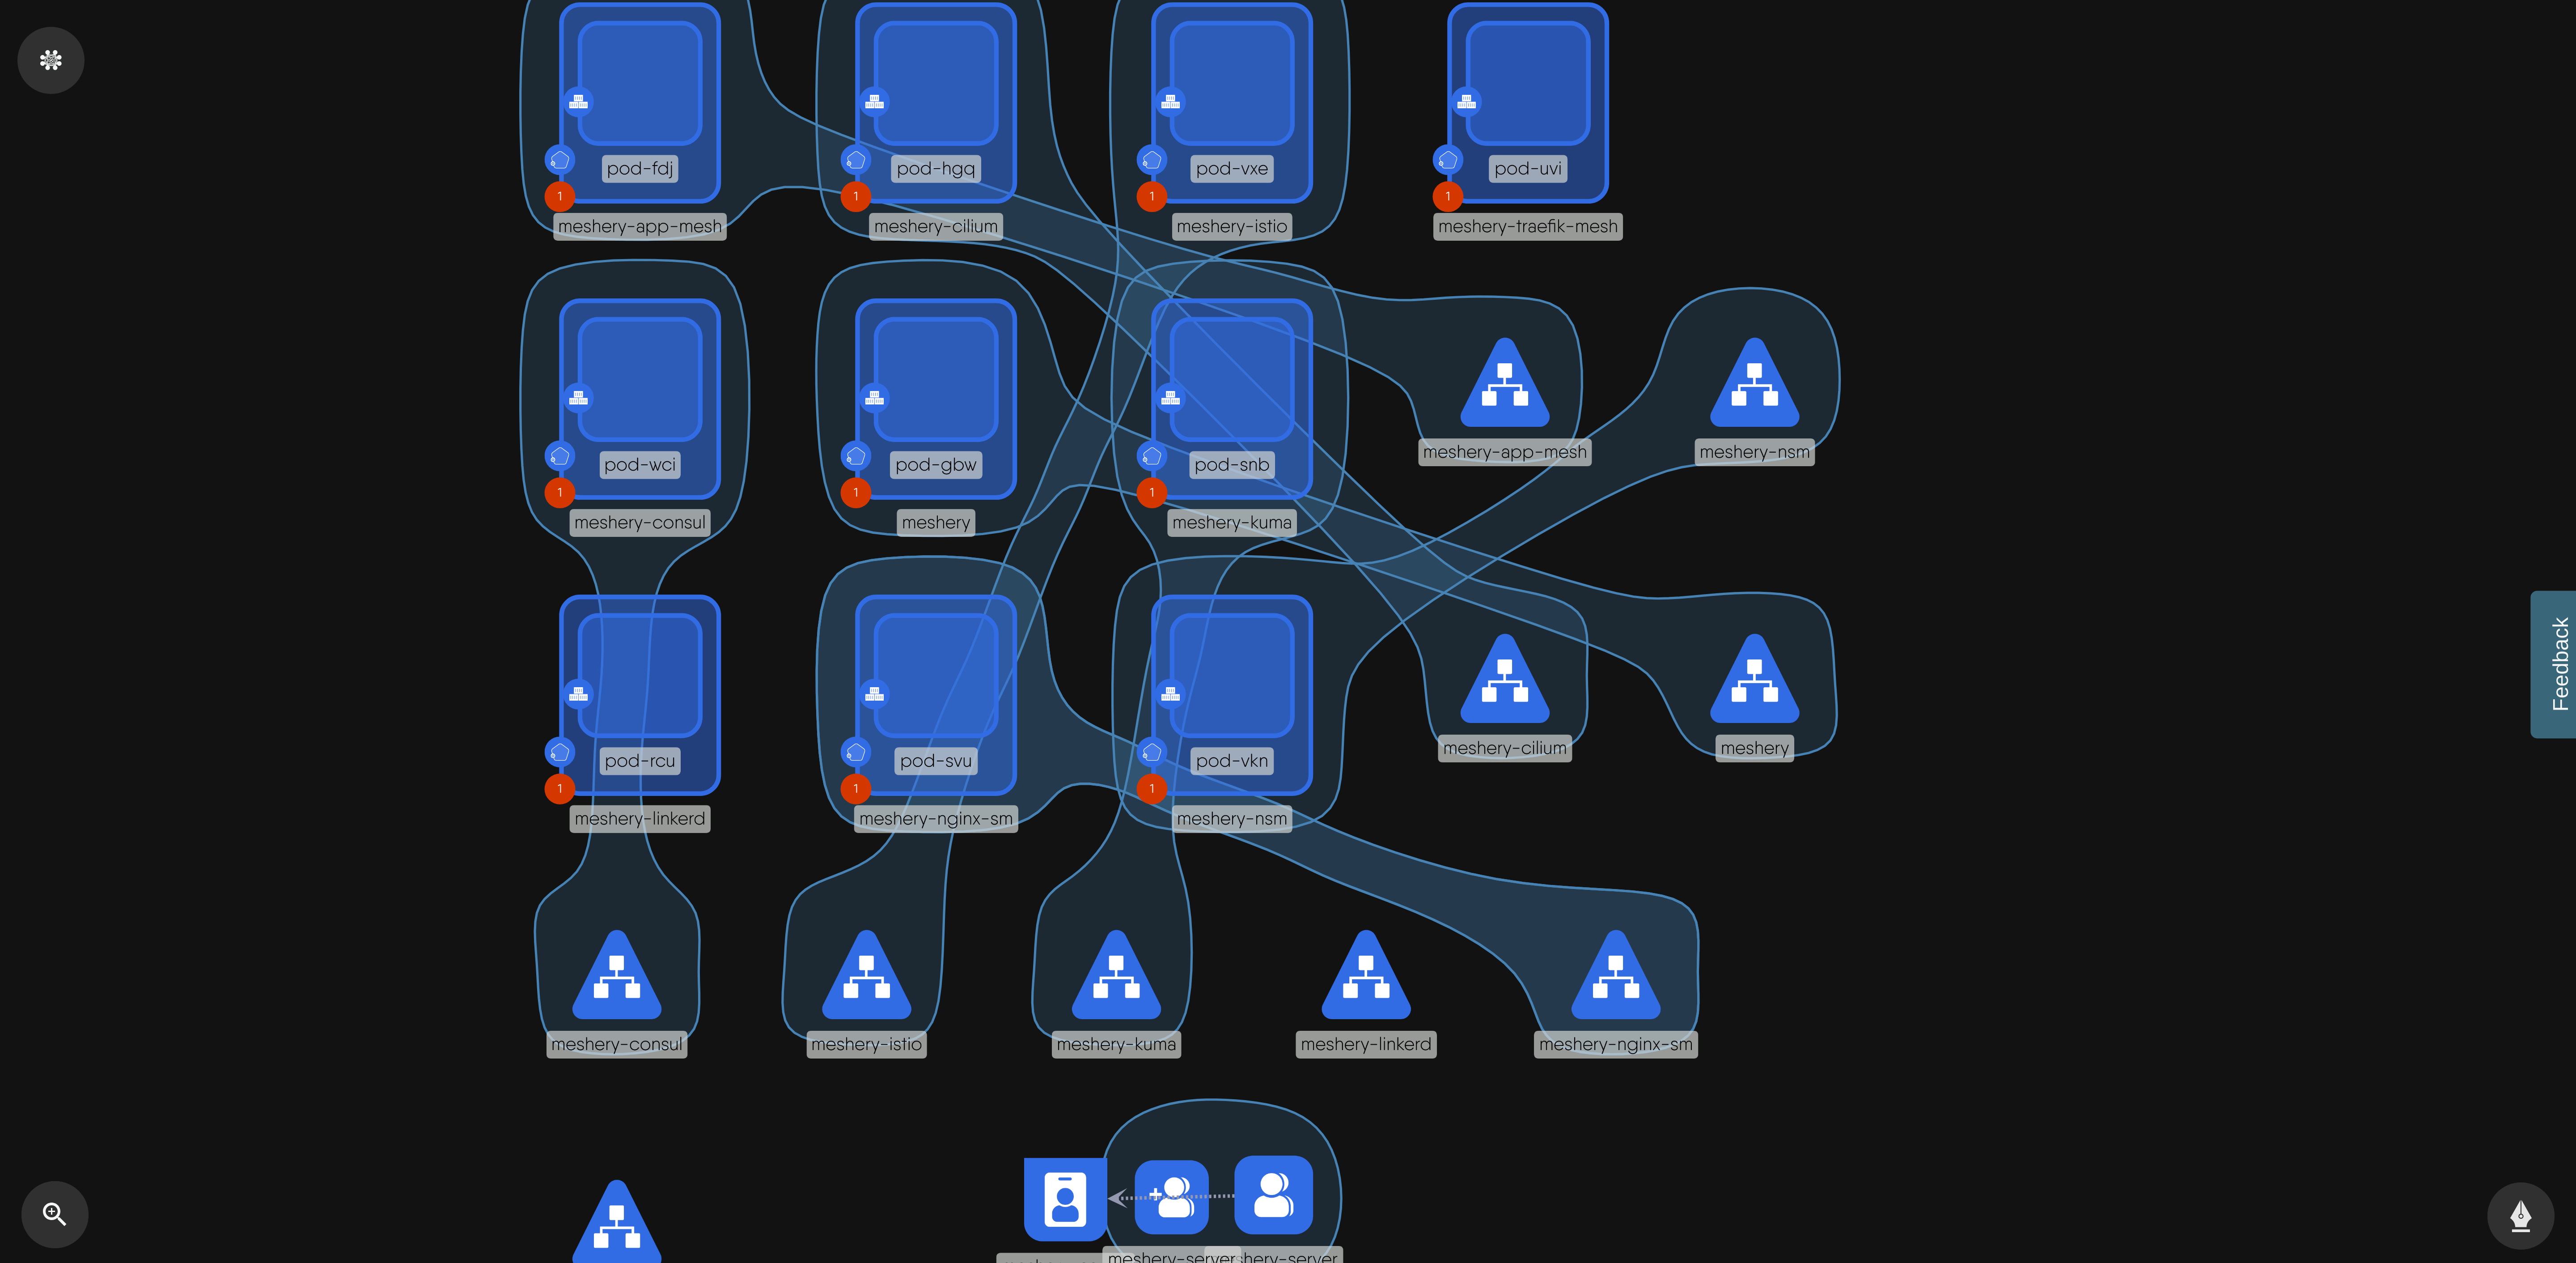 pod-fdj
1
meshery-app-mesh
pod-hgq
1
meshery-cilium
pod-vxe
1
meshery-istio
pod-uvi
1
meshery-traefik-mesh
pod-wci
1
meshery-consul
pod-gbw
1
meshery
pod-snb
1
meshery-kuma
meshery-app-mesh
meshery-nsm
pod-rcu
1
meshery-linkerd
pod-svu
1
meshery-nginx-sm
pod-vkn
1
meshery-nsm
meshery-cilium
meshery
Feedback
meshery-consul
meshery-istio
meshery-kuma
meshery-linkerd
meshery-nginx-sm
meshery-server